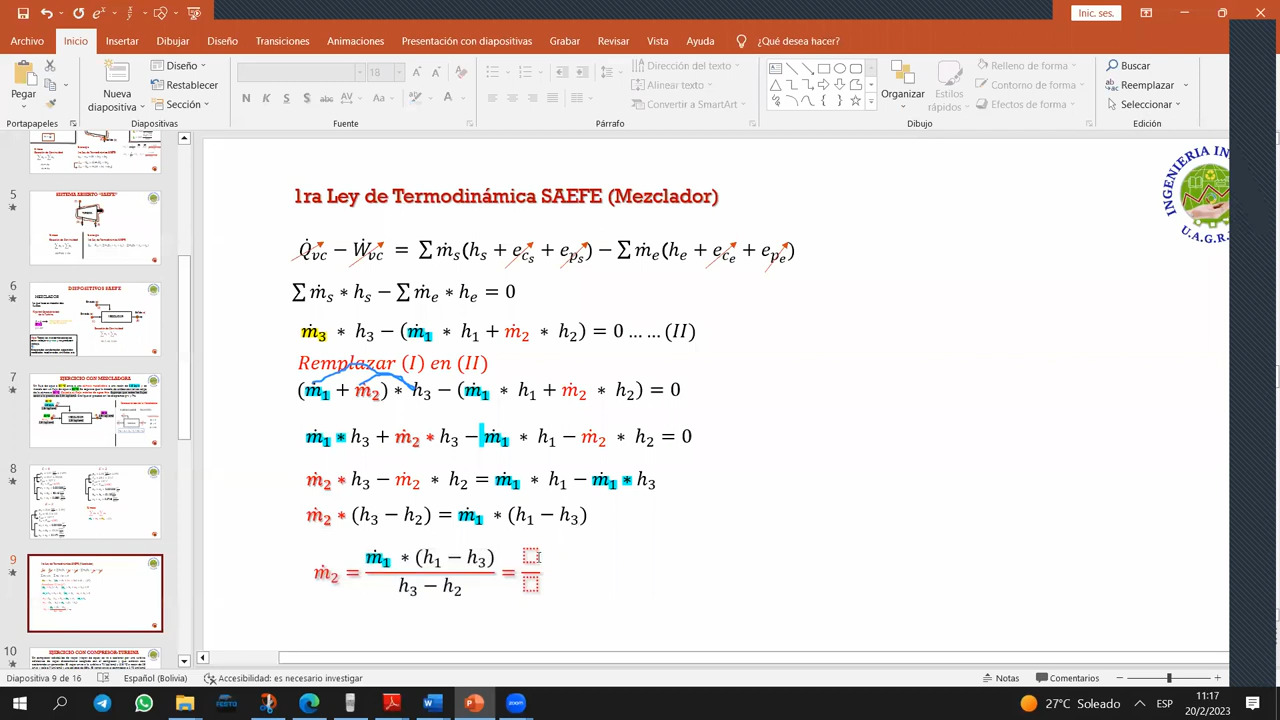 Inic. ses.
Archivo Inicio Insertar Dibujar Diseño Transiciones Animaciones Presentación con diapositivas Grabar Revisar Vista Ayuda ¿Qué desea hacer?
Pegar
Nueva diapositiva
Diseño
Restablecer
Sección
18
N K S abc AV Aa A
Dirección del texto
Alinear texto
Convertir a SmartArt
Organizar
Estilos rápidos
Relleno de forma
Contorno de forma
Efectos de forma
Buscar
Reemplazar
Seleccionar
Portapapeles Diapositivas Fuente Párrafo Dibujo Edición
5
SISTEMA ABIERTO "SAEFE"
6
DISPOSITIVOS SAEFE
MEZCLADOR
EJERCICIO CON MEZCLADORA
8
9
10
EJERCICIO CON COMPRESOR-TURBINA
INGENIERIA IN
U.A.G.R
1ra Ley de Termodinámica SAEFE (Mezclador)
Q̇vc − Ẇvc = ∑ ṁs(hs + ecs + eps) − ∑ ṁe(he + ece + epe)
∑ ṁs ∗ hs − ∑ ṁe ∗ he = 0
ṁ3 ∗ h3 − (ṁ1 ∗ h1 + ṁ2 ∗ h2) = 0 … … (II)
Remplazar (I) en (II)
(ṁ1 + ṁ2) ∗ h3 − (ṁ1 ∗ h1 + ṁ2 ∗ h2) = 0
ṁ1 ∗ h3 + ṁ2 ∗ h3 − ṁ1 ∗ h1 − ṁ2 ∗ h2 = 0
ṁ2 ∗ h3 − ṁ2 ∗ h2 = ṁ1 ∗ h1 − ṁ1 ∗ h3
ṁ2 ∗ (h3 − h2) = ṁ1 ∗ (h1 − h3)
ṁ1 ∗ (h1 − h3)
ṁ2 = =
h3 − h2
Diapositiva 9 de 16 Español (Bolivia) Accesibilidad: es necesario investigar Notas Comentarios
FESTO
zoom
27°C Soleado
ESP
11:17
20/2/2023